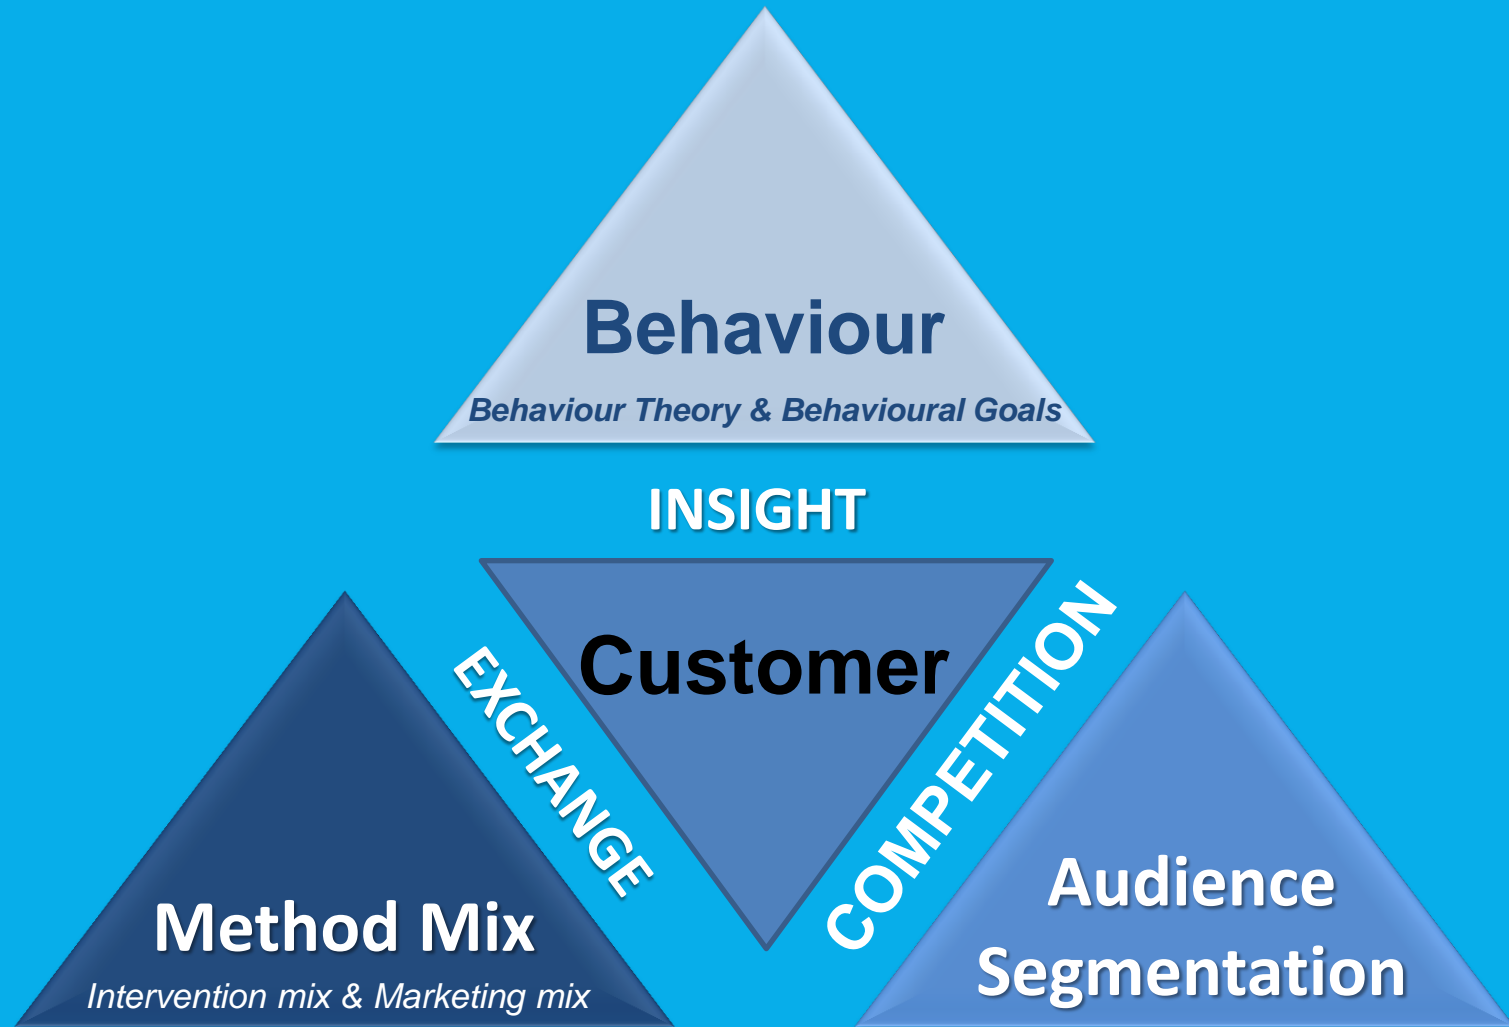 Behaviour
Behaviour Theory & Behavioural Goals
INSIGHT
Customer
EXCHANGE
COMPETITION
Method Mix
Intervention mix & Marketing mix
Audience
Segmentation